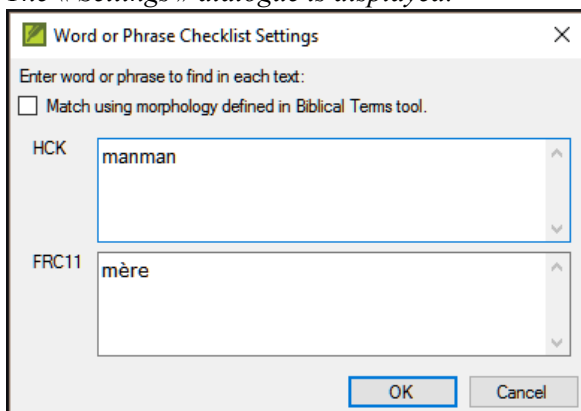 The « Settings » dialogue is displayed.
Word or Phrase Checklist Settings
Enter word or phrase to find in each text:
Match using morphology defined in Biblical Terms tool.
HCK
manman
FRC11
mère
OK Cancel